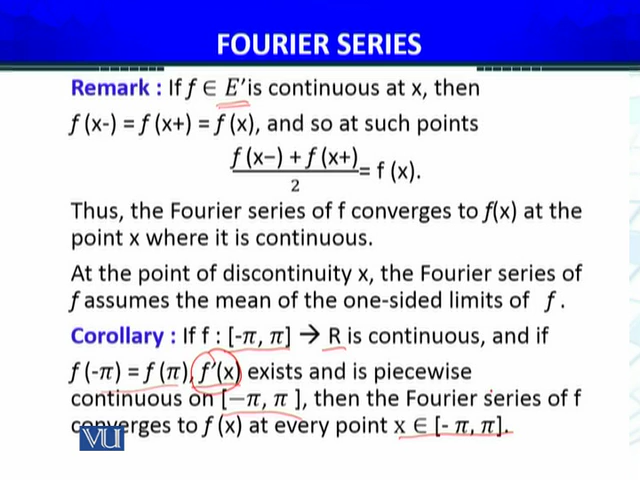 FOURIER SERIES
Remark : If f ∈ E′is continuous at x, then
f (x-) = f (x+) = f (x), and so at such points
f (x−) + f (x+)
2
= f (x).
Thus, the Fourier series of f converges to f(x) at the
point x where it is continuous.
At the point of discontinuity x, the Fourier series of
f assumes the mean of the one-sided limits of f .
Corollary : If f : [-π, π] → R is continuous, and if
f (-π) = f (π), f′(x) exists and is piecewise
continuous on [−π, π ], then the Fourier series of f
converges to f (x) at every point x ∈ [- π, π].
VU